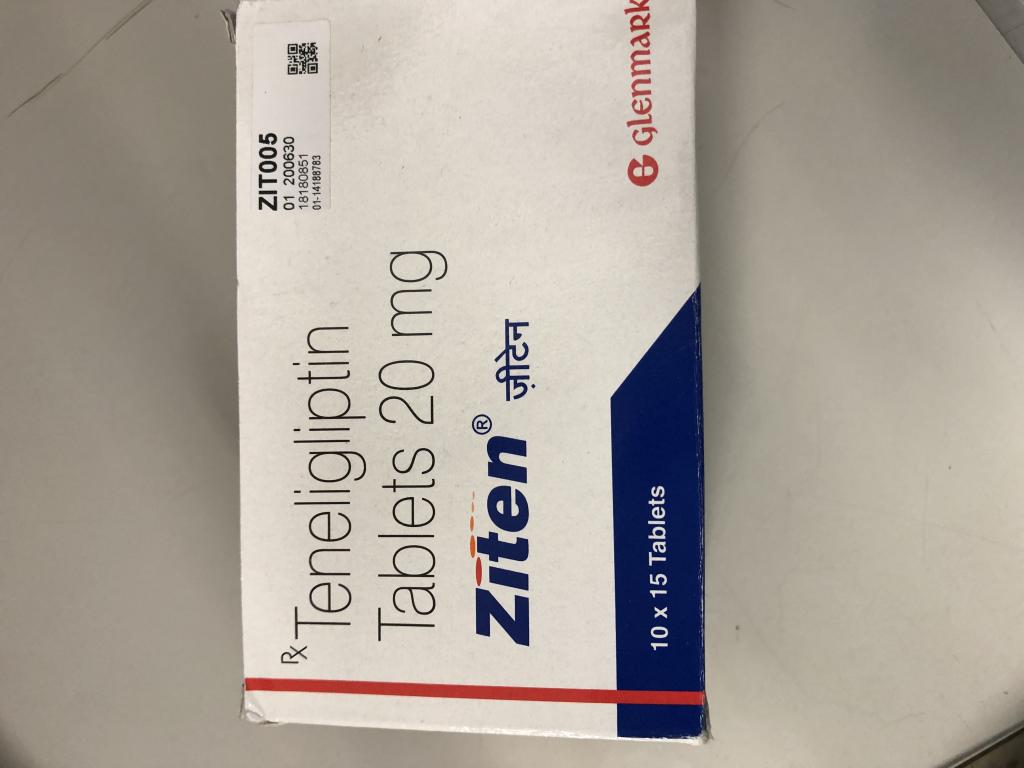 ZIT005
01 200630
18180851
01-14188783
Rx Teneligliptin
Tablets 20 mg
Ziten® ज़ीटेन
10 x 15 Tablets
Glenmark